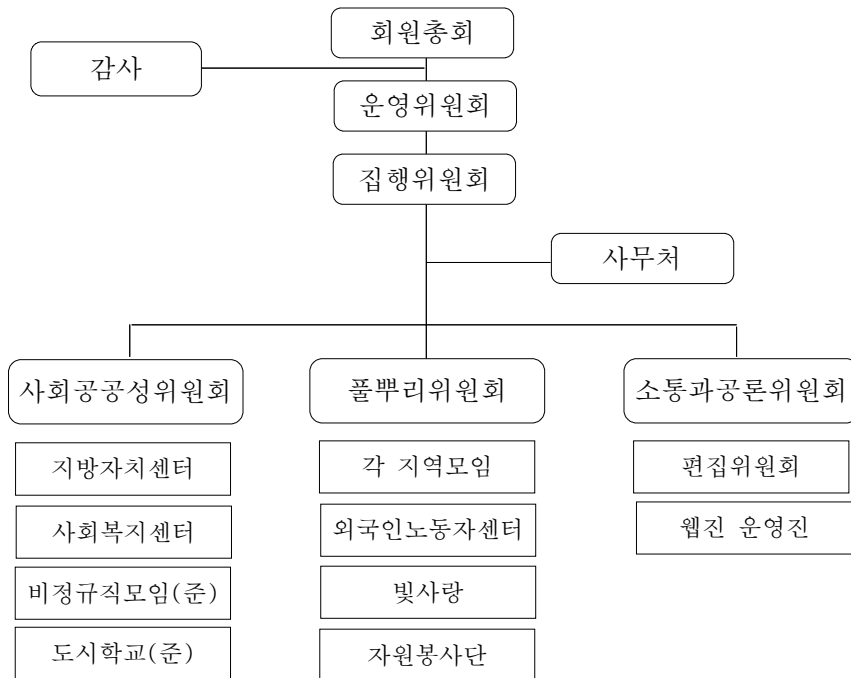 회원총회
감사
운영위원회
집행위원회
사무처
사회공공성위원회
풀뿌리위원회
소통과공론위원회
지방자치센터
각 지역모임
편집위원회
사회복지센터
외국인노동자센터
웹진 운영진
비정규직모임(준)
빛사랑
도시학교(준)
자원봉사단